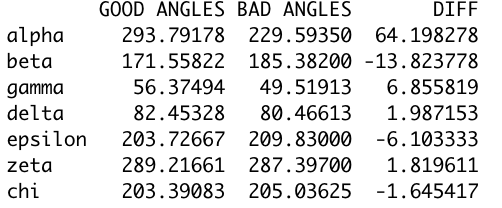 GOOD ANGLES BAD ANGLES DIFF
alpha 293.79178 229.59350 64.198278
beta 171.55822 185.38200 -13.823778
gamma 56.37494 49.51913 6.855819
delta 82.45328 80.46613 1.987153
epsilon 203.72667 209.83000 -6.103333
zeta 289.21661 287.39700 1.819611
chi 203.39083 205.03625 -1.645417